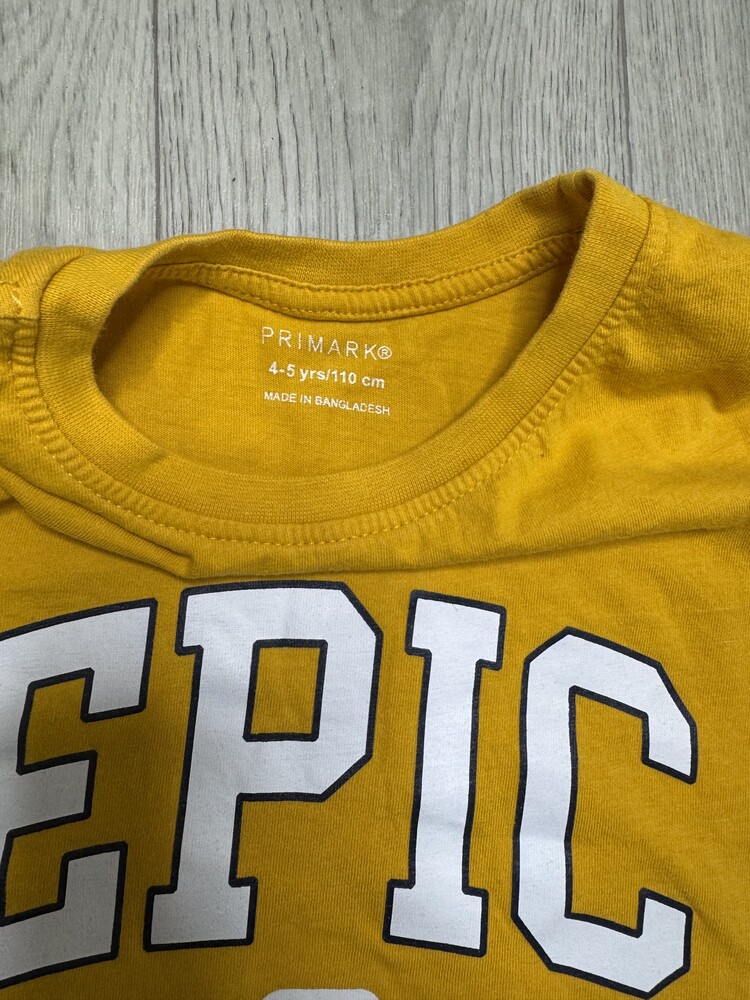 PRIMARK®
4-5 yrs/110 cm
MADE IN BANGLADESH
EPIC